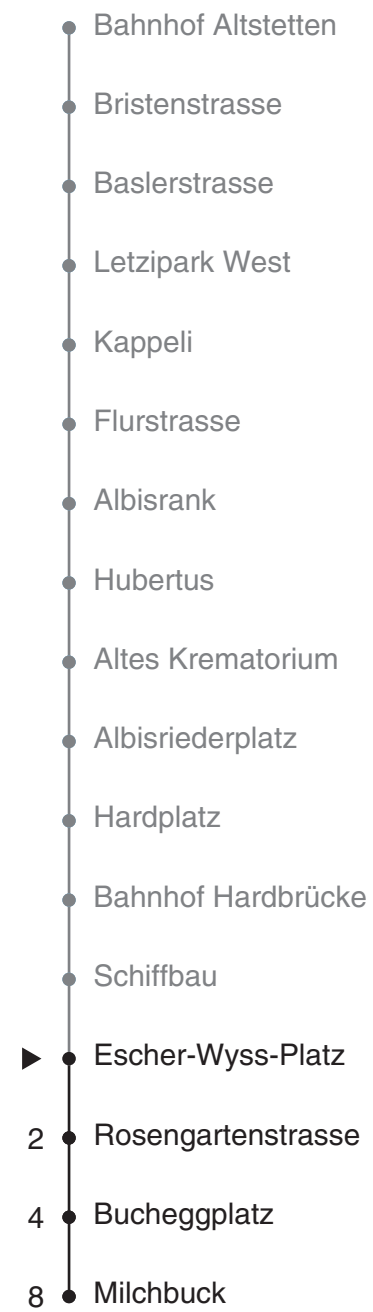 Bahnhof Altstetten
Bristenstrasse
Baslerstrasse
Letzipark West
Kappeli
Flurstrasse
Albisrank
Hubertus
Altes Krematorium
Albisriederplatz
Hardplatz
Bahnhof Hardbrücke
Schiffbau
Escher-Wyss-Platz
2 Rosengartenstrasse
4 Bucheggplatz
8 Milchbuck